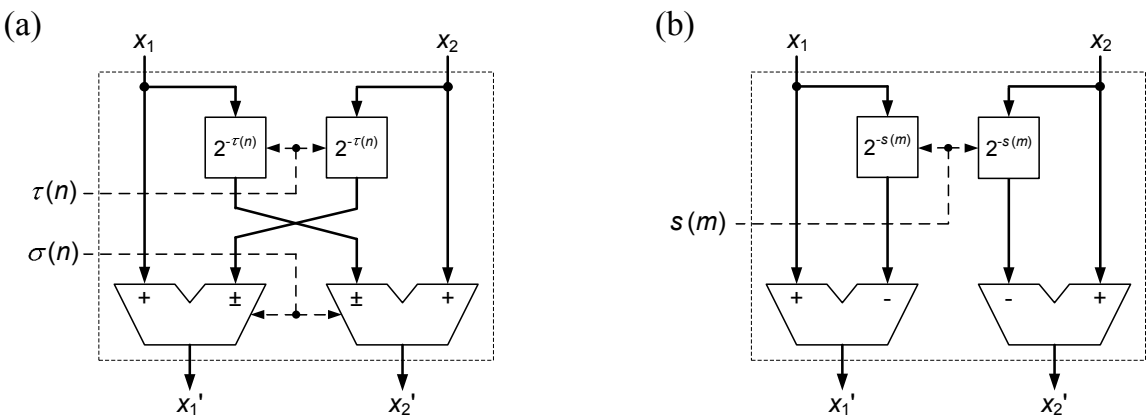 (a)
(b)
x₁ x₂
x₁ x₂
2^{-τ(n)} 2^{-τ(n)}
2^{-s(m)} 2^{-s(m)}
τ(n)
s(m)
σ(n)
+ ± ± +
+ - - +
x₁' x₂'
x₁' x₂'